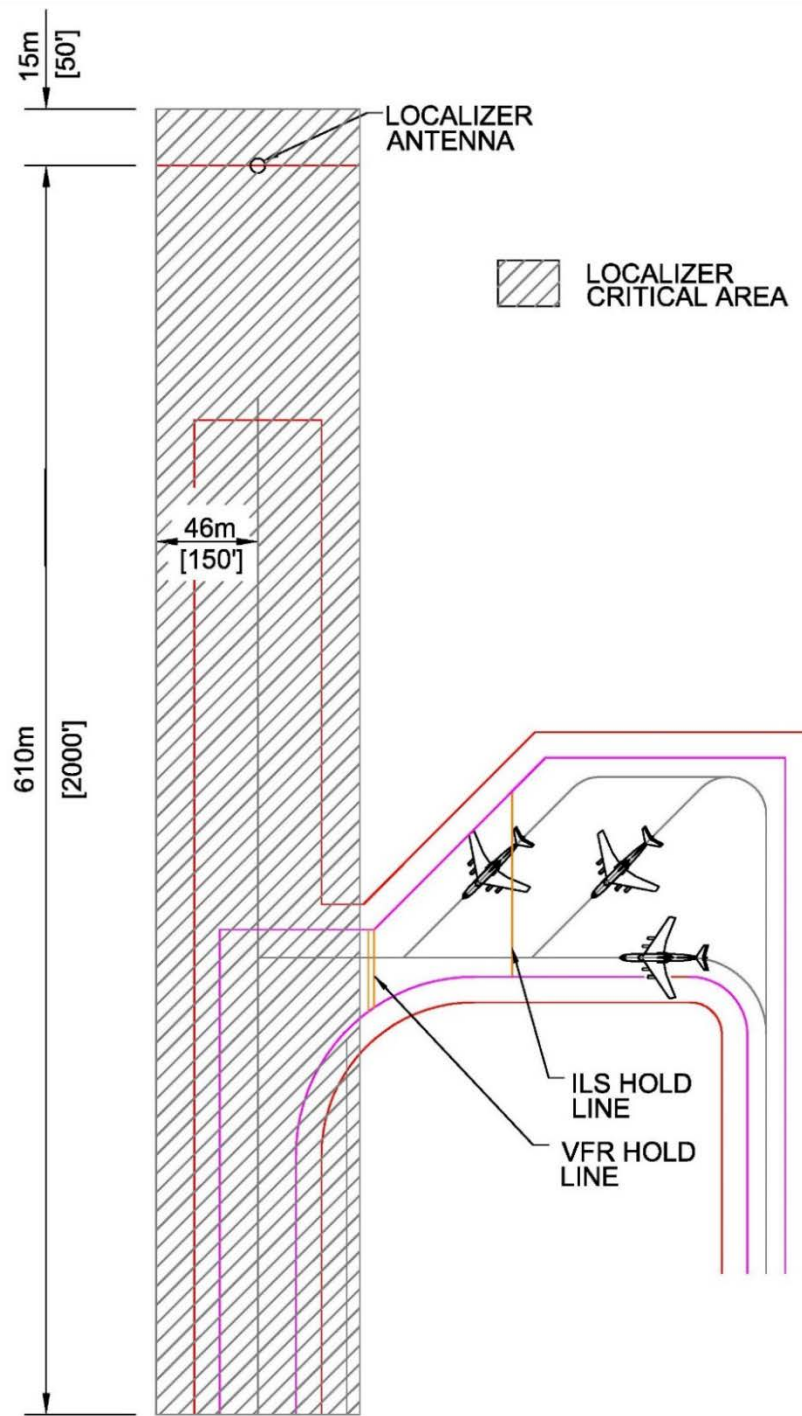 15m
[50']
LOCALIZER
ANTENNA
LOCALIZER
CRITICAL AREA
46m
[150']
610m
[2000']
ILS HOLD
LINE
VFR HOLD
LINE